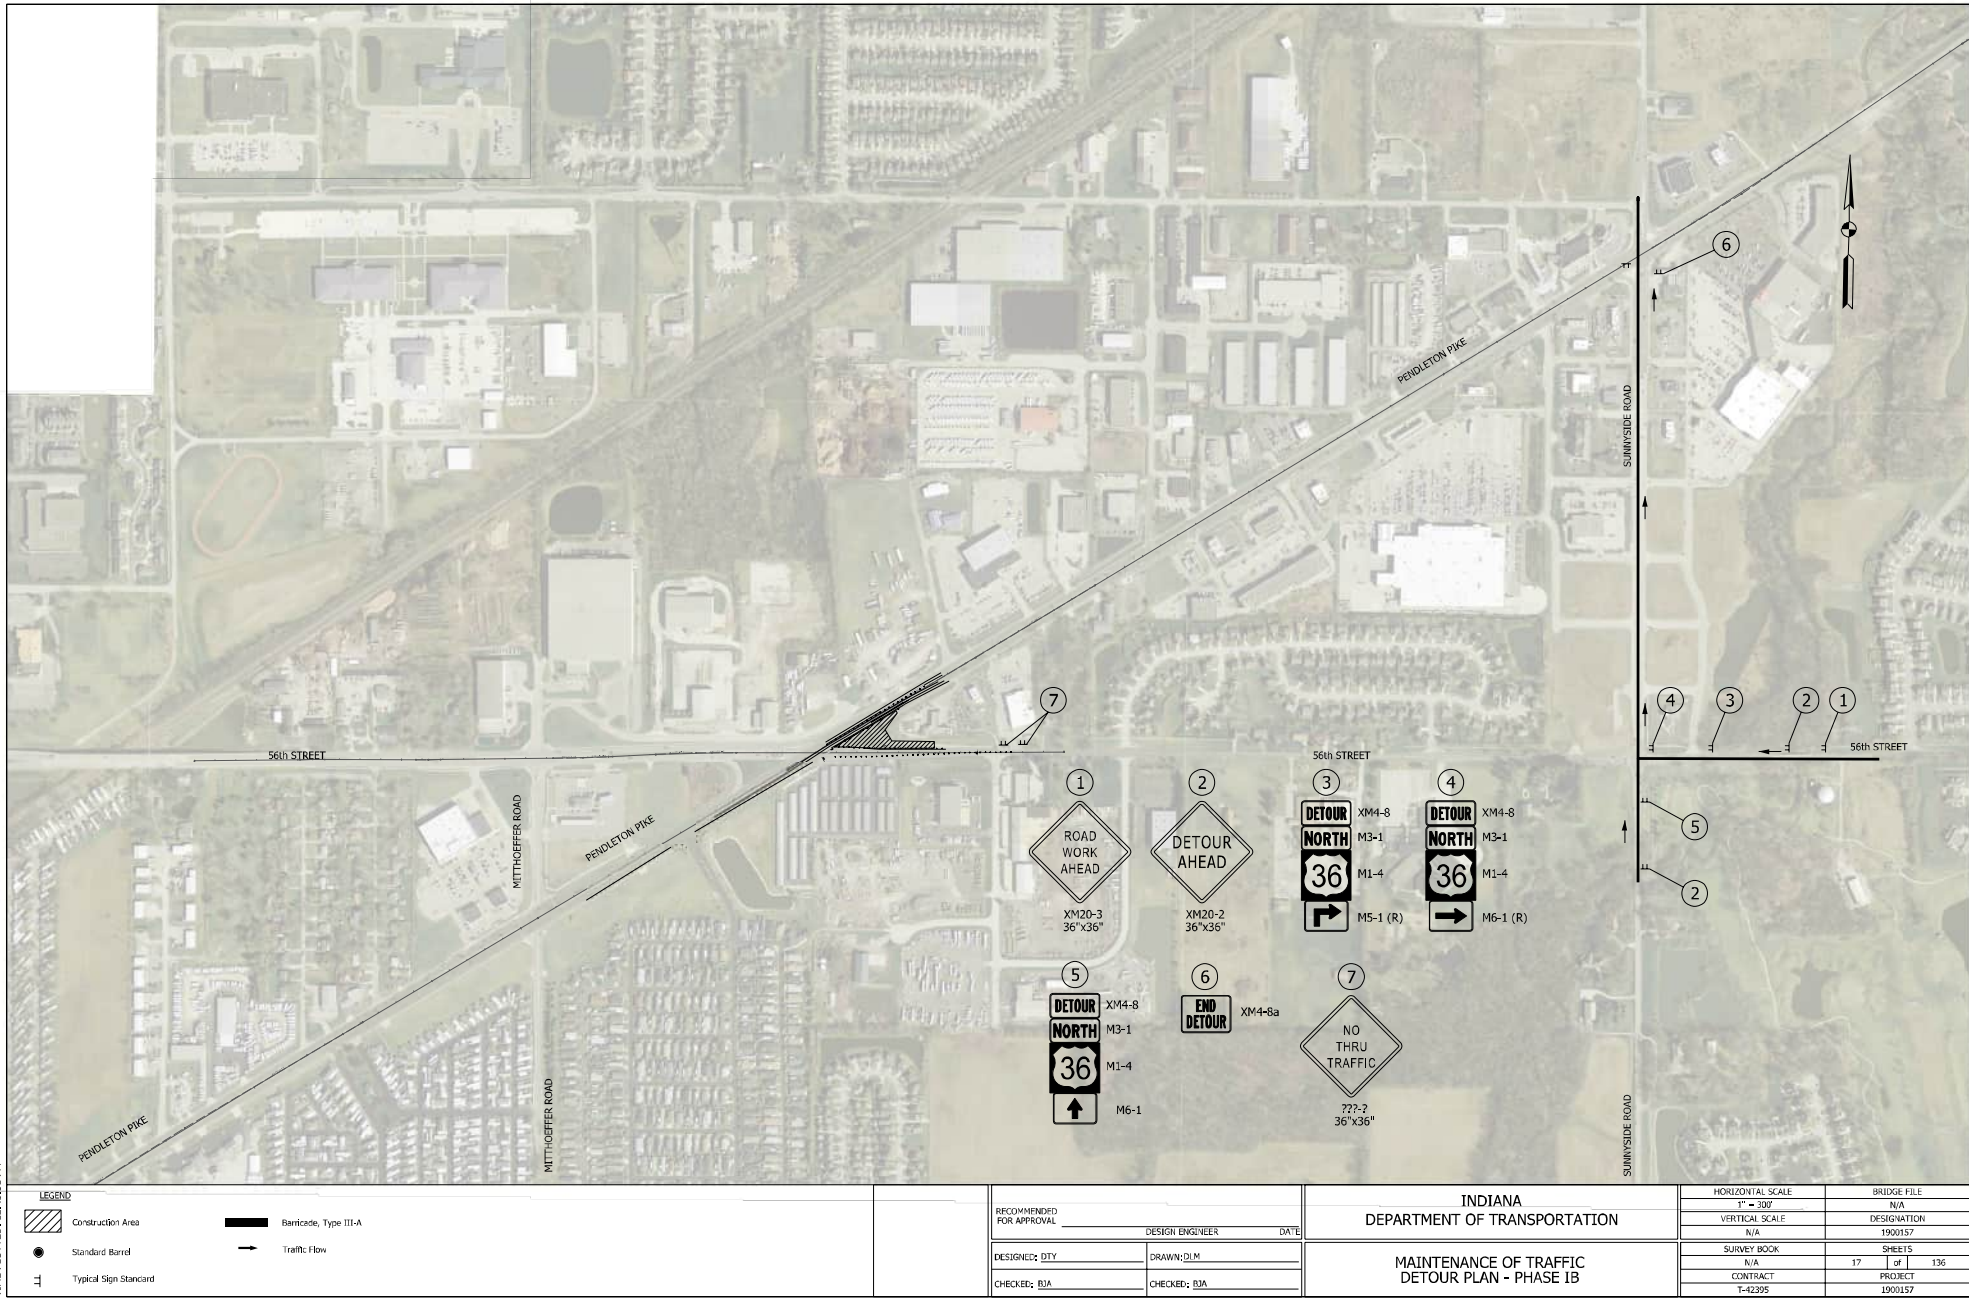 6
PENDLETON PIKE
SUNNYSIDE ROAD
7
4
3
2
1
56th STREET
56th STREET
56th STREET
5
2
MITTHOEFFER ROAD
PENDLETON PIKE
1
ROAD
WORK
AHEAD
XM20-3
36"x36"
2
DETOUR
AHEAD
XM20-2
36"x36"
3
DETOUR XM4-8
NORTH M3-1
36 M1-4
M5-1 (R)
4
DETOUR XM4-8
NORTH M3-1
36 M1-4
M6-1 (R)
5
DETOUR XM4-8
NORTH M3-1
36 M1-4
M6-1
6
END
DETOUR XM4-8a
7
NO
THRU
TRAFFIC
???-?
36"x36"
PENDLETON PIKE
MITTHOEFFER ROAD
SUNNYSIDE ROAD
LEGEND
Construction Area
Standard Barrel
Typical Sign Standard
Barricade, Type III-A
Traffic Flow
RECOMMENDED
FOR APPROVAL
DESIGN ENGINEER DATE
DESIGNED: DTY DRAWN: DLM
CHECKED: BJA CHECKED: BJA
INDIANA
DEPARTMENT OF TRANSPORTATION
MAINTENANCE OF TRAFFIC
DETOUR PLAN - PHASE IB
HORIZONTAL SCALE BRIDGE FILE
1" = 300' N/A
VERTICAL SCALE DESIGNATION
N/A 1900157
SURVEY BOOK SHEETS
N/A 17 of 136
CONTRACT PROJECT
T-42395 1900157